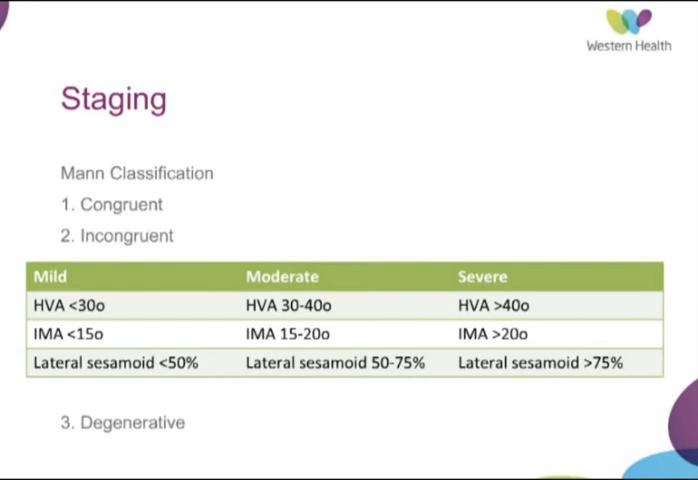 Western Health
Staging
Mann Classification
1. Congruent
2. Incongruent
Mild Moderate Severe
HVA <30o HVA 30-40o HVA >40o
IMA <15o IMA 15-20o IMA >20o
Lateral sesamoid <50% Lateral sesamoid 50-75% Lateral sesamoid >75%
3. Degenerative